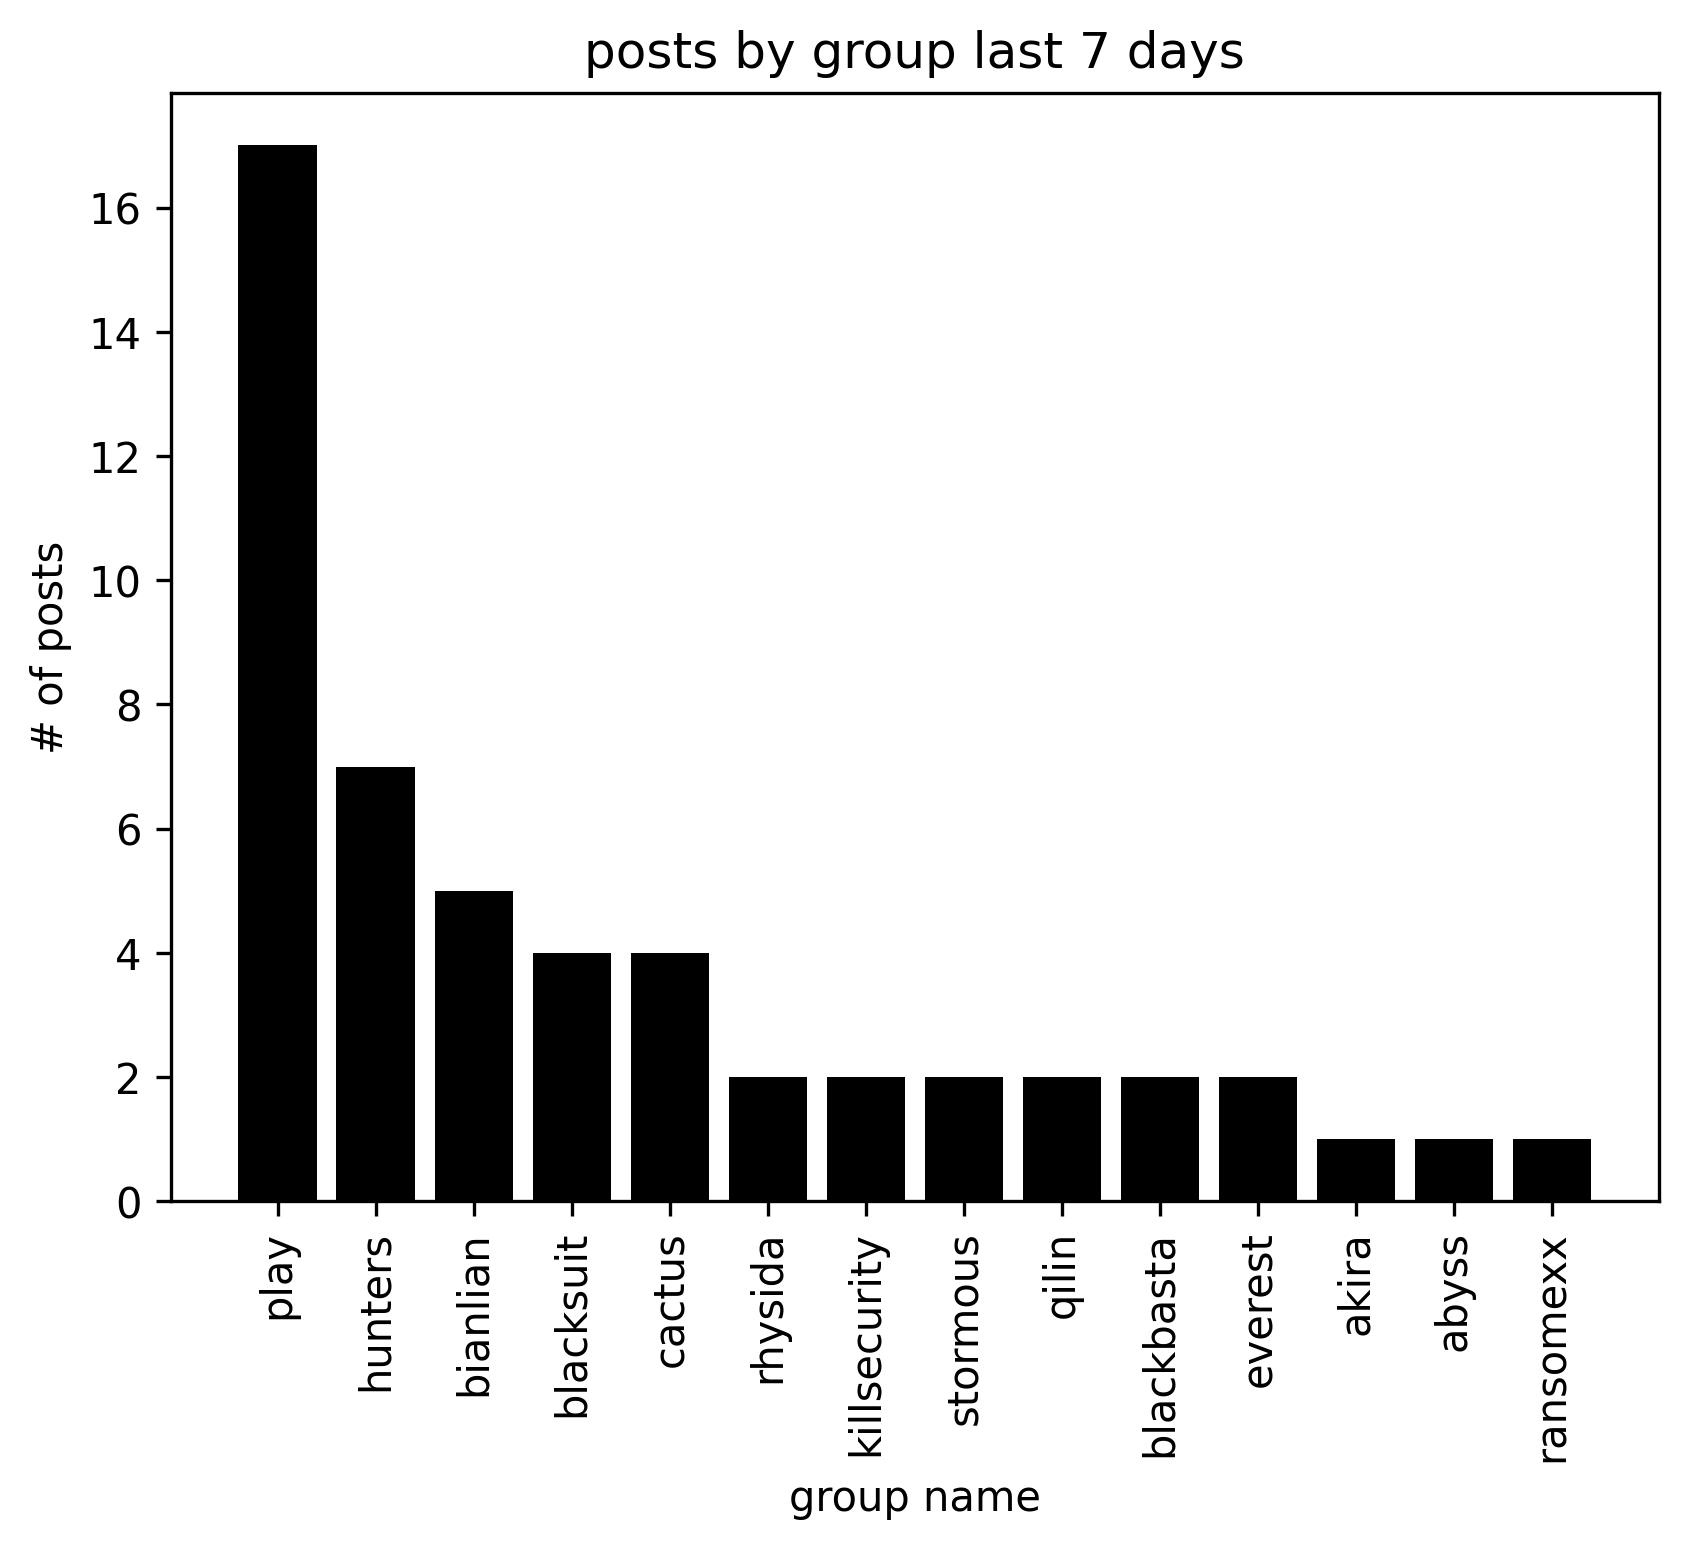 posts by group last 7 days
# of posts
16
14
12
10
8
6
4
2
0
play
hunters
bianlian
blacksuit
cactus
rhysida
killsecurity
stormous
qilin
blackbasta
everest
akira
abyss
ransomexx
group name